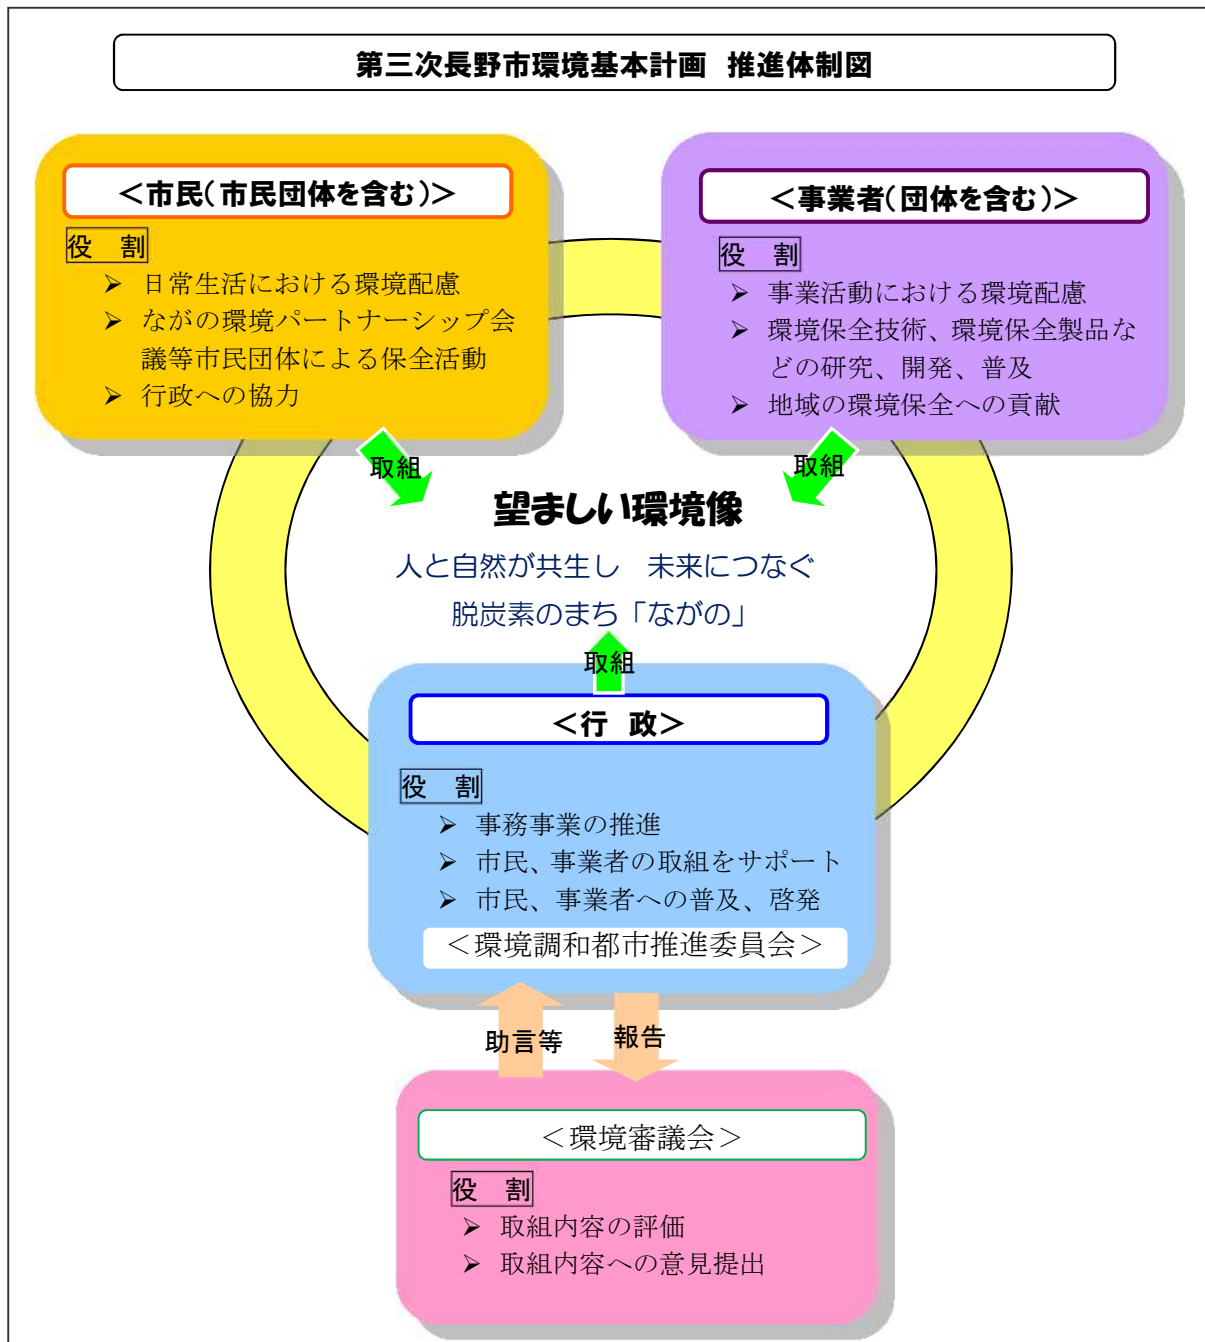 第三次長野市環境基本計画 推進体制図
＜市民（市民団体を含む）＞
役 割
➢ 日常生活における環境配慮
➢ ながの環境パートナーシップ会
議等市民団体による保全活動
➢ 行政への協力
＜事業者（団体を含む）＞
役 割
➢ 事業活動における環境配慮
➢ 環境保全技術、環境保全製品な
どの研究、開発、普及
➢ 地域の環境保全への貢献
取組
取組
望ましい環境像
人と自然が共生し 未来につなぐ
脱炭素のまち「ながの」
取組
＜行 政＞
役 割
➢ 事務事業の推進
➢ 市民、事業者の取組をサポート
➢ 市民、事業者への普及、啓発
＜環境調和都市推進委員会＞
助言等
報告
＜環境審議会＞
役 割
➢ 取組内容の評価
➢ 取組内容への意見提出